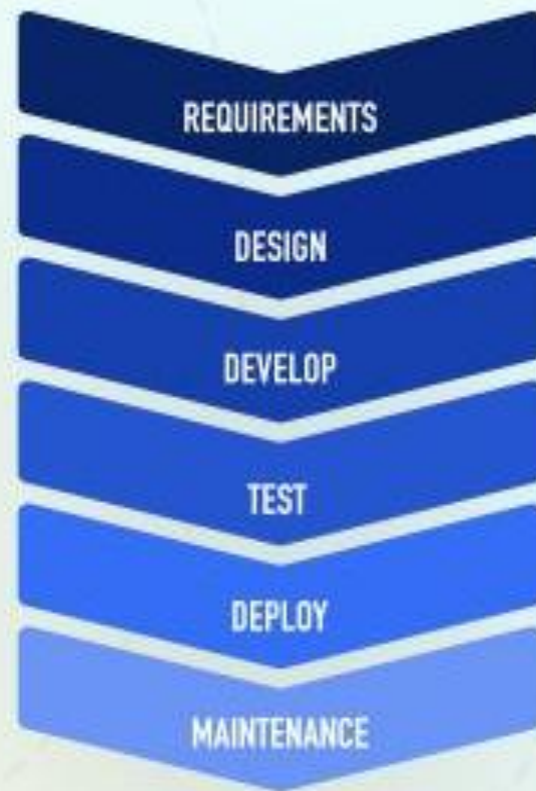 REQUIREMENTS
DESIGN
DEVELOP
TEST
DEPLOY
MAINTENANCE